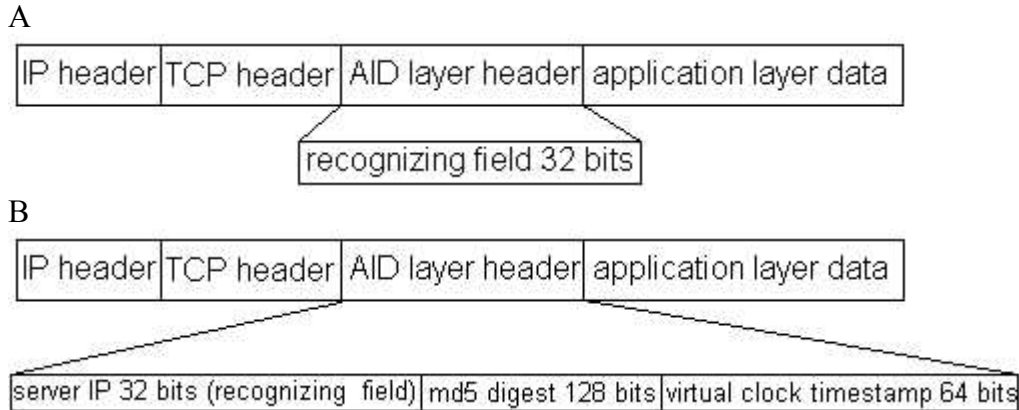 A
IP header TCP header AID layer header application layer data
recognizing field 32 bits
B
IP header TCP header AID layer header application layer data
server IP 32 bits (recognizing field) md5 digest 128 bits virtual clock timestamp 64 bits